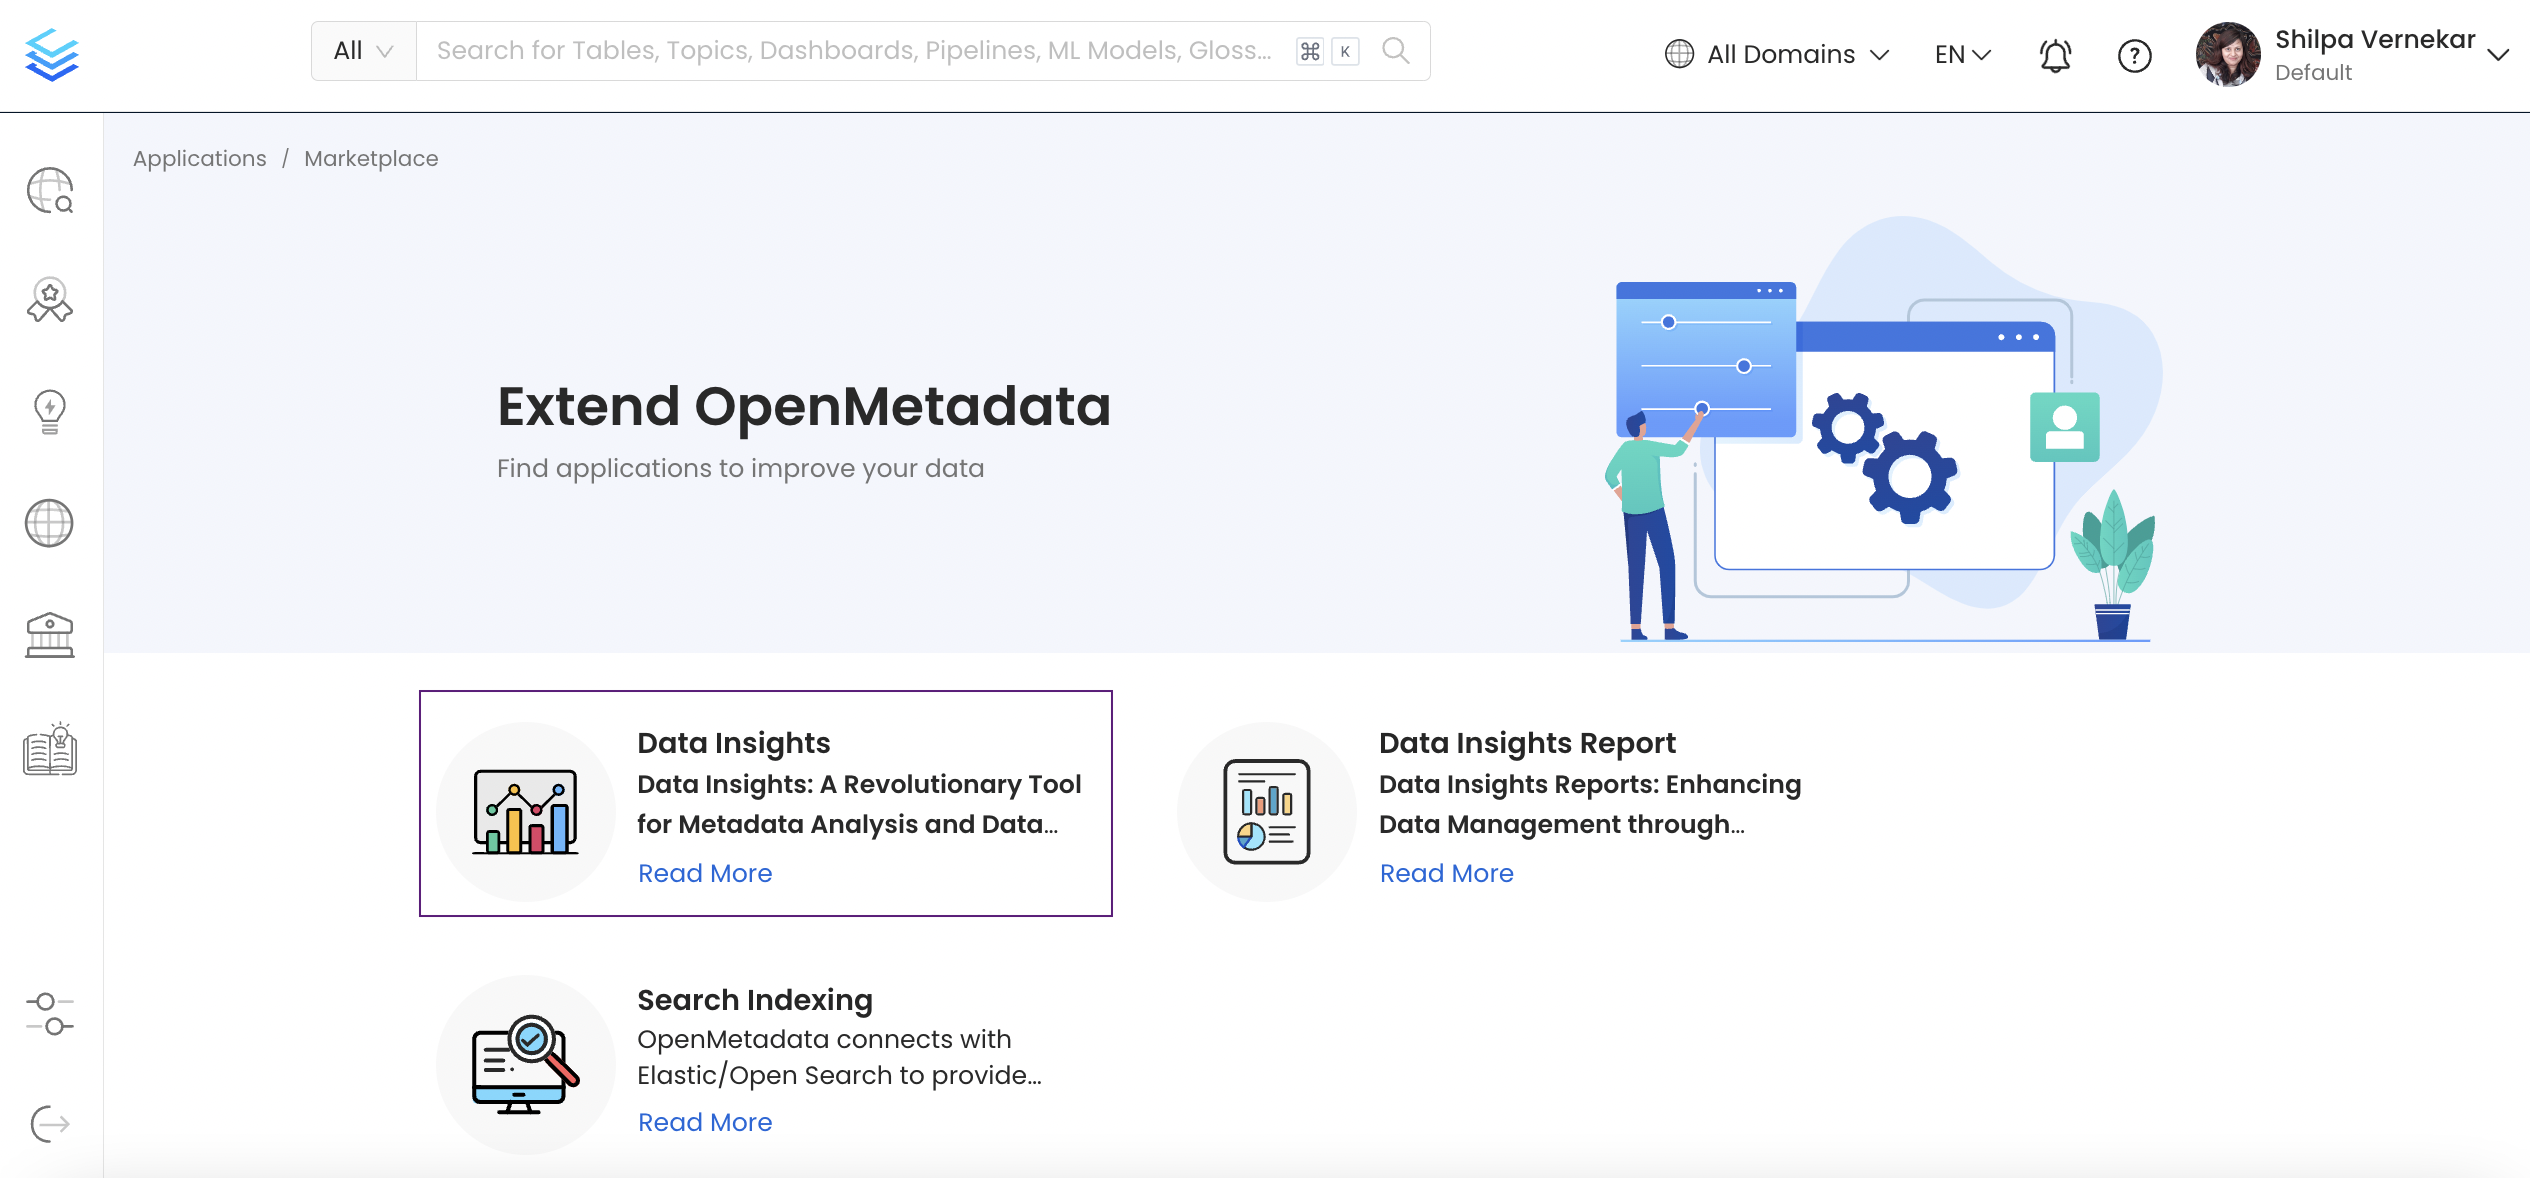 All
Search for Tables, Topics, Dashboards, Pipelines, ML Models, Gloss...
⌘ K
All Domains
EN
?
Shilpa Vernekar
Default
Applications / Marketplace
Extend OpenMetadata
Find applications to improve your data
Data Insights
Data Insights: A Revolutionary Tool
for Metadata Analysis and Data...
Read More
Data Insights Report
Data Insights Reports: Enhancing
Data Management through...
Read More
Search Indexing
OpenMetadata connects with
Elastic/Open Search to provide...
Read More